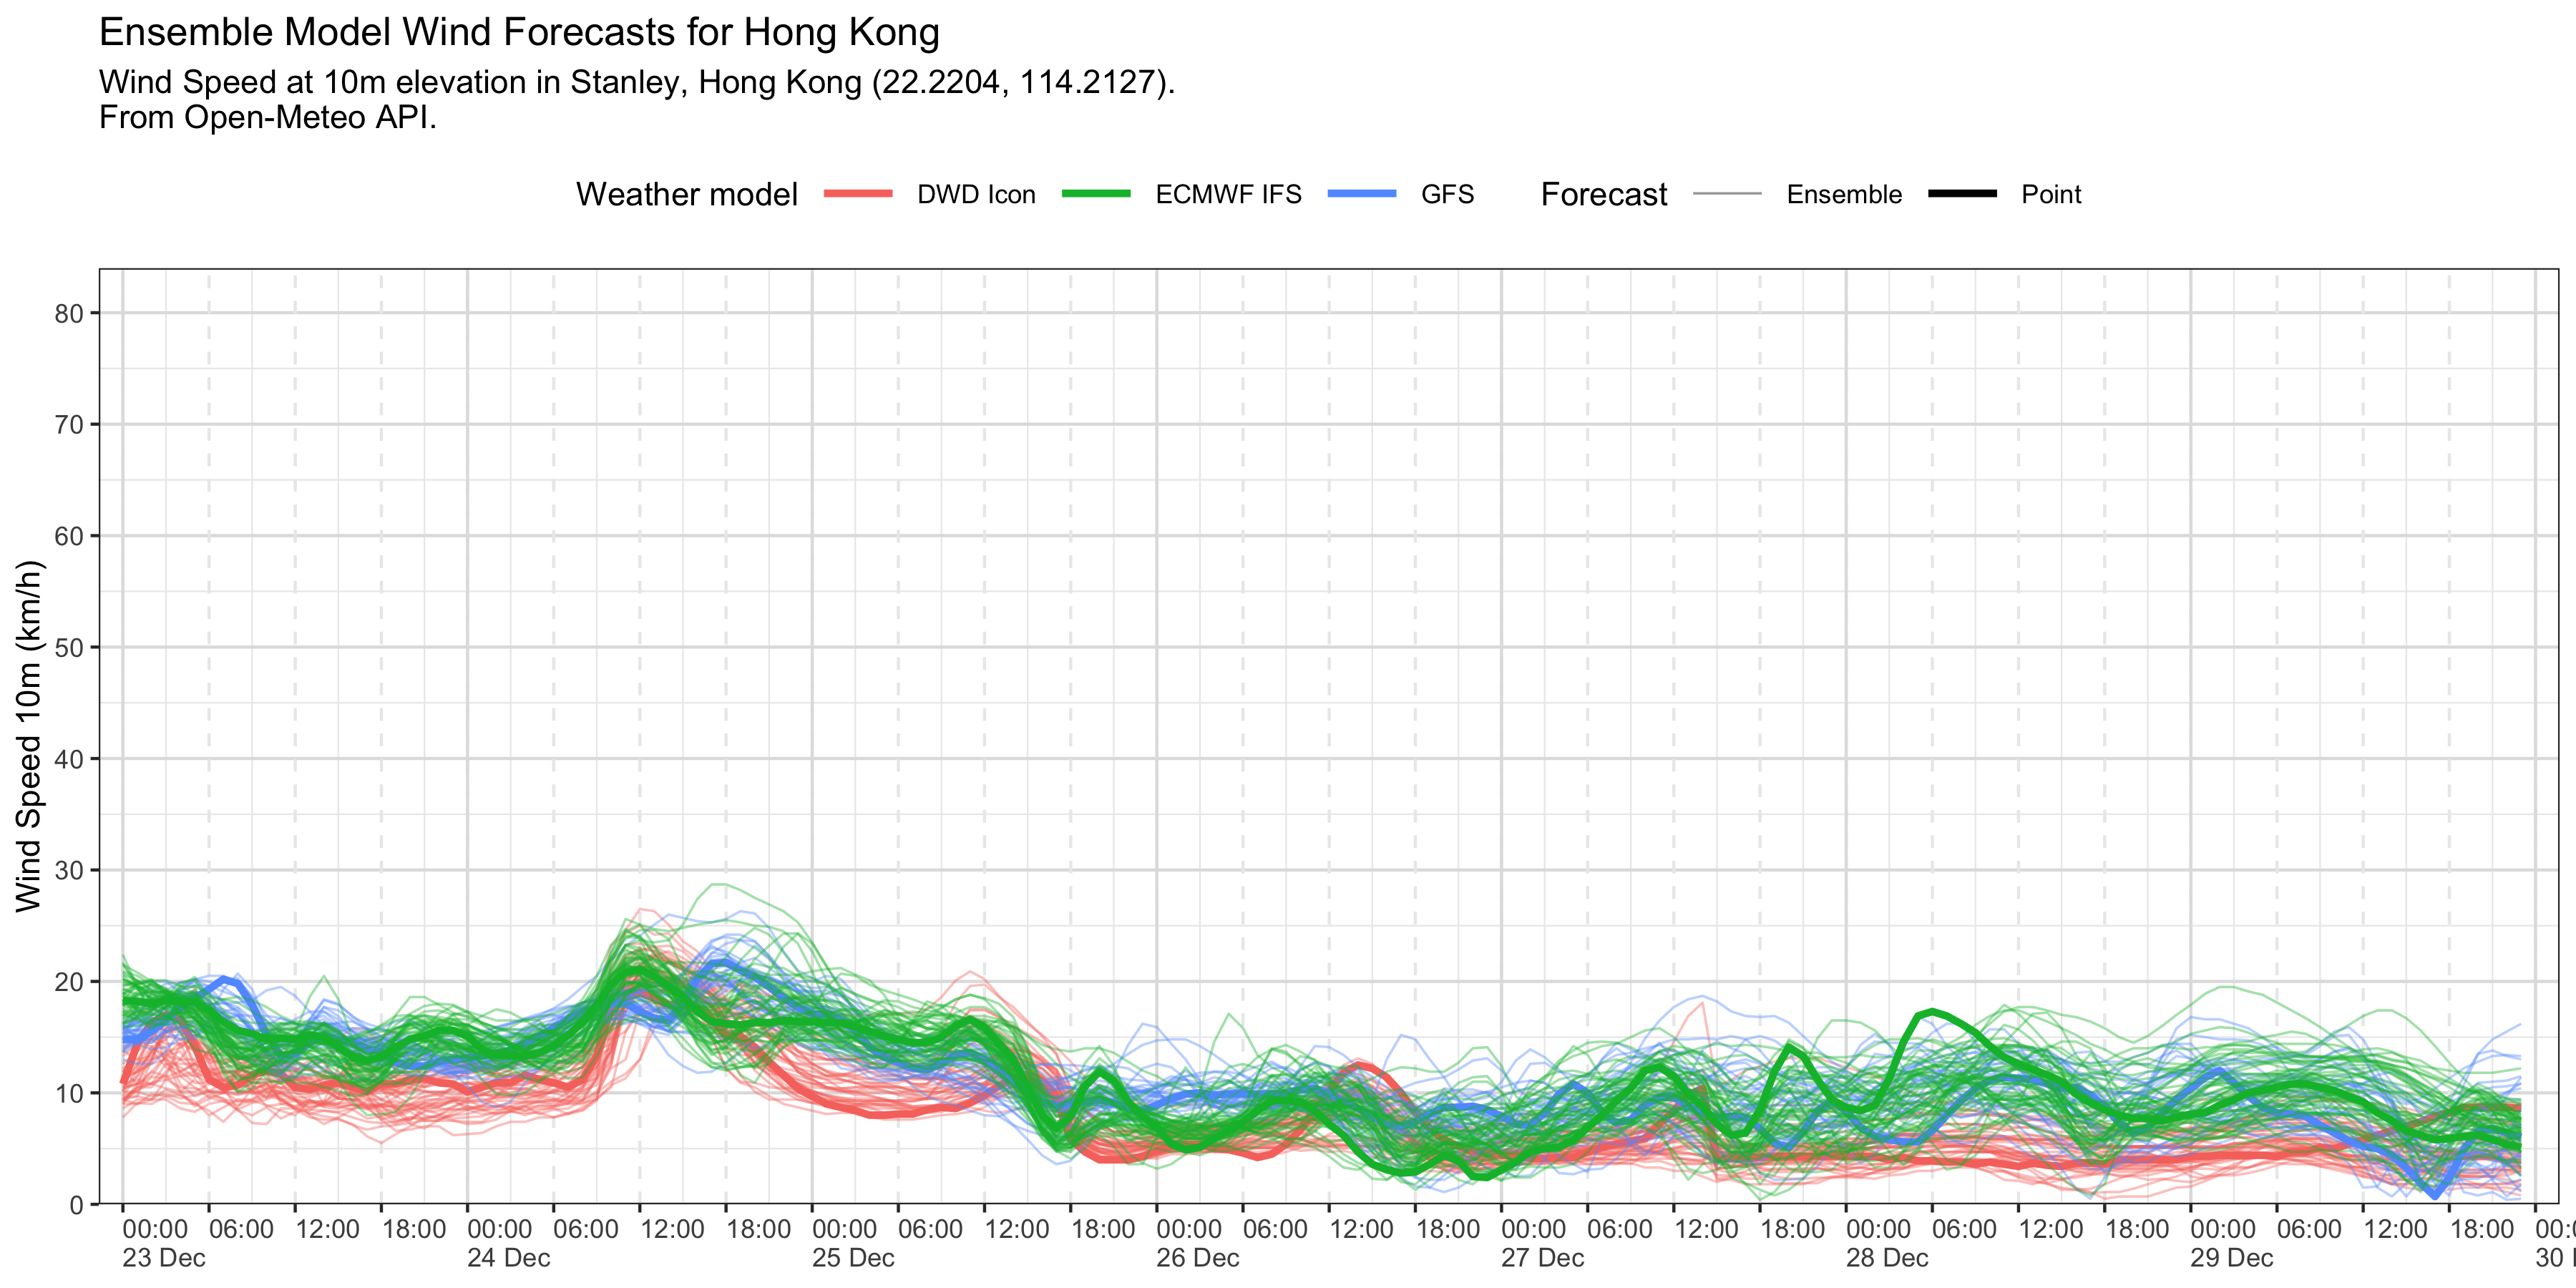 Ensemble Model Wind Forecasts for Hong Kong
Wind Speed at 10m elevation in Stanley, Hong Kong (22.2204, 114.2127).
From Open-Meteo API.
Weather model DWD Icon ECMWF IFS GFS Forecast Ensemble Point
Wind Speed 10m (km/h)
80
70
60
50
40
30
20
10
0
00:00 06:00 12:00 18:00 00:00 06:00 12:00 18:00 00:00 06:00 12:00 18:00 00:00 06:00 12:00 18:00 00:00 06:00 12:00 18:00 00:00 06:00 12:00 18:00 00:00 06:00 12:00 18:00
23 Dec 24 Dec 25 Dec 26 Dec 27 Dec 28 Dec 29 Dec 30